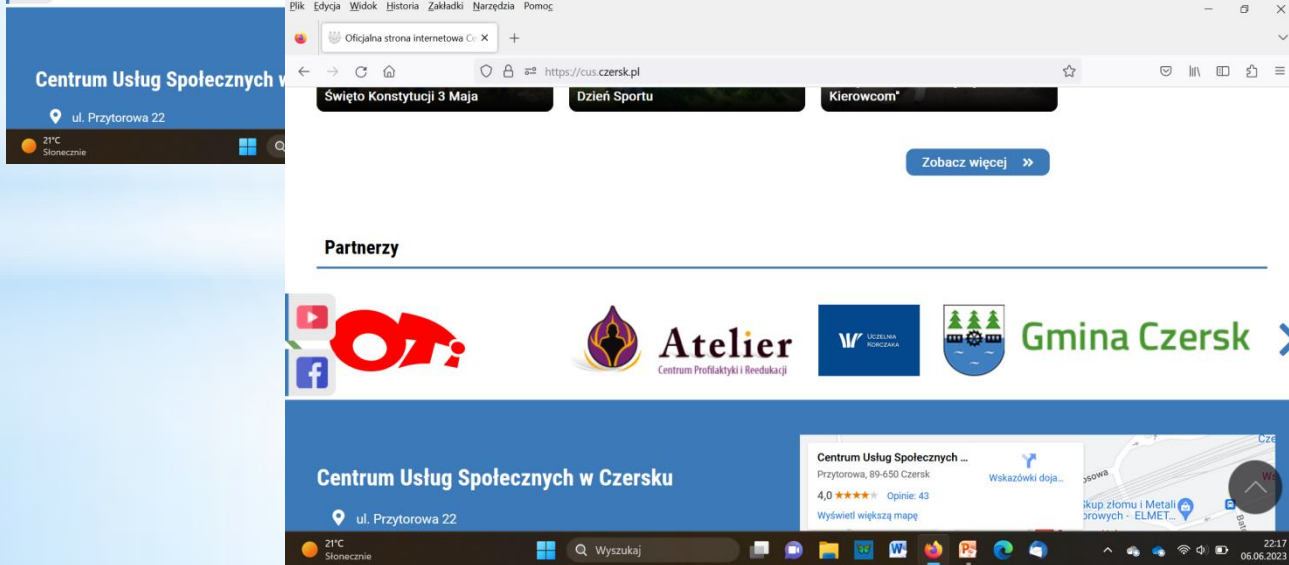 Centrum Usług Społecznych w
ul. Przytorowa 22
21°C
Słonecznie
Plik Edycja Widok Historia Zakładki Narzędzia Pomoc
Oficjalna strona internetowa Ce
https://cus.czersk.pl
Święto Konstytucji 3 Maja
Dzień Sportu
Kierowcom"
Zobacz więcej »
Partnerzy
OT:
Atelier
Centrum Profilaktyki i Reedukacji
UCZELNIA
KORCZAKA
Gmina Czersk
Centrum Usług Społecznych w Czersku
ul. Przytorowa 22
Centrum Usług Społecznych ...
Przytorowa, 89-650 Czersk
4,0 ★★★★ Opinie: 43
Wyświetl większą mapę
Wskazówki doja...
Skup złomu i Metali
orowych - ELMET...
21°C
Słonecznie
Wyszukaj
22:17
06.06.2023